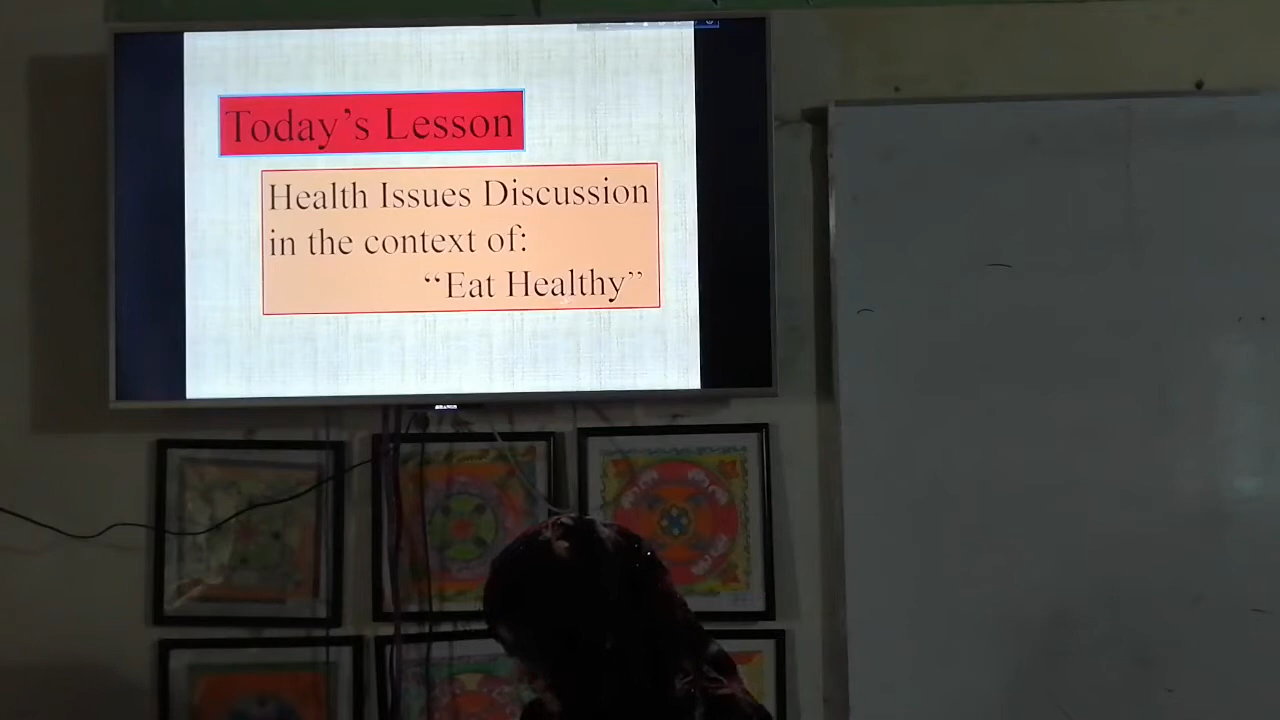 Today’s Lesson
Health Issues Discussion
in the context of:
“Eat Healthy”